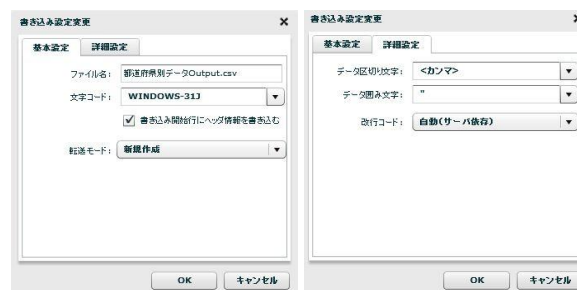 書き込み設定変更
基本設定 詳細設定
ファイル名: 都道府県別データOutput.csv
文字コード: WINDOWS-31J
書き込み開始行にヘッダ情報を書き込む
転送モード: 新規作成
OK キャンセル
書き込み設定変更
基本設定 詳細設定
データ区切り文字: <カンマ>
データ囲み文字: "
改行コード: 自動(サーバ依存)
OK キャンセル